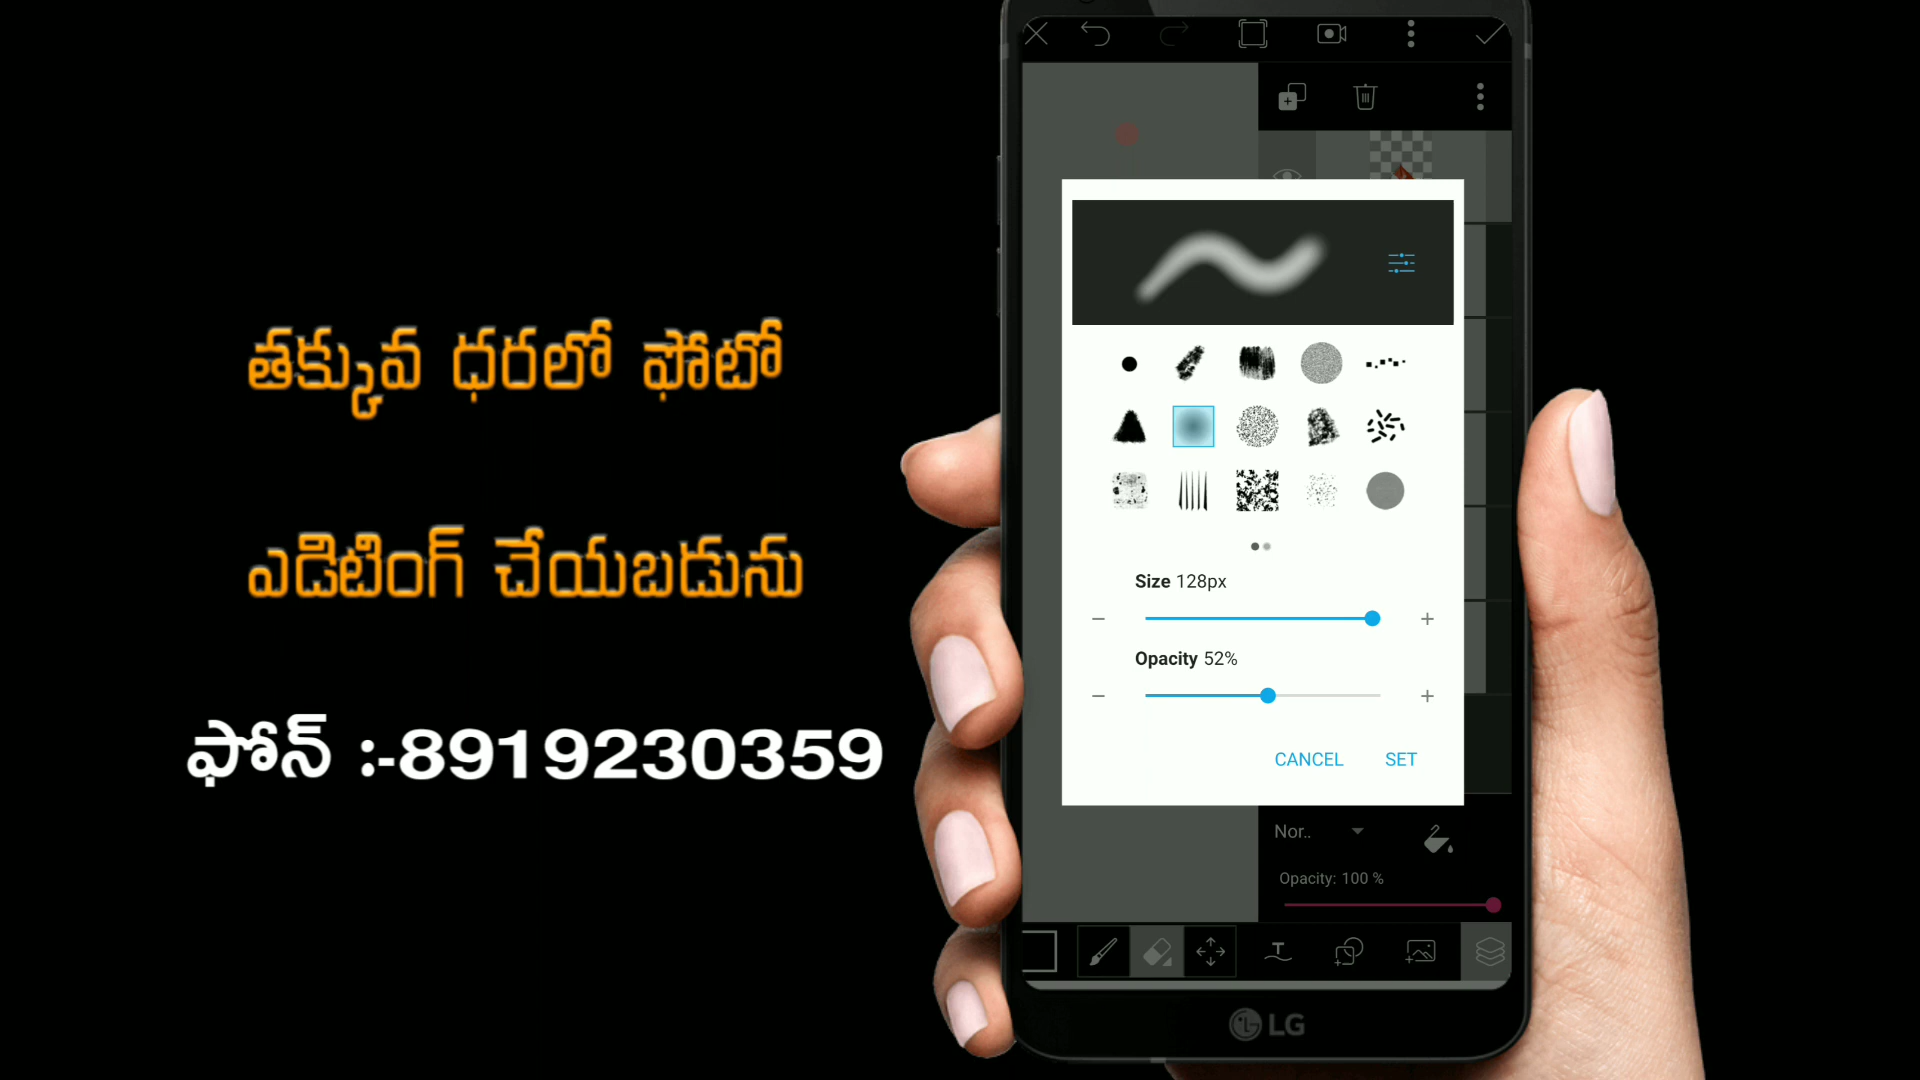 తక్కువ ధరలో ఫోటో
ఎడిటింగ్ చేయబడును
ఫోన్ :-8919230359
Size 128px
Opacity 52%
CANCEL SET
Nor..
Opacity: 100 %
T
LG